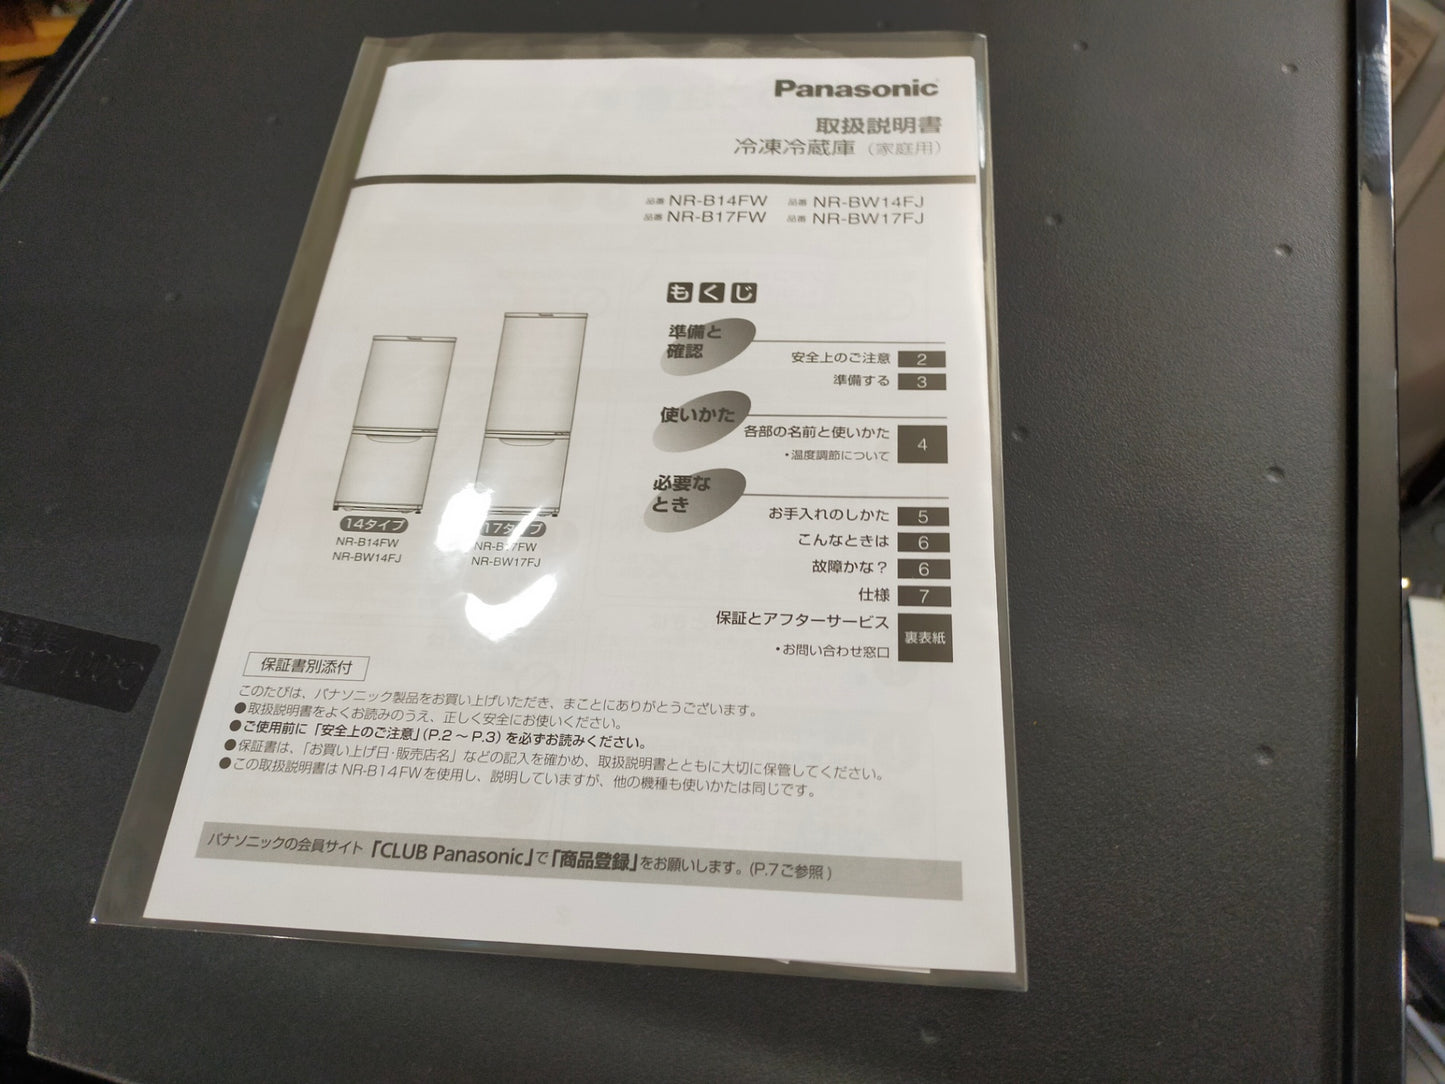 Panasonic
取扱説明書
冷凍冷蔵庫（家庭用）
品番 NR-B14FW 品番 NR-BW14FJ
品番 NR-B17FW 品番 NR-BW17FJ
もくじ
準備と
確認
安全上のご注意 2
準備する 3
使いかた
各部の名前と使いかた 4
・温度調節について
必要な
とき
お手入れのしかた 5
こんなときは 6
故障かな？ 6
仕様 7
保証とアフターサービス 裏表紙
・お問い合わせ窓口
14タイプ
NR-B14FW
NR-BW14FJ
17タイプ
NR-B17FW
NR-BW17FJ
保証書別添付
このたびは、パナソニック製品をお買い上げいただき、まことにありがとうございます。
●取扱説明書をよくお読みのうえ、正しく安全にお使いください。
●ご使用前に「安全上のご注意」（P.2 〜 P.3）を必ずお読みください。
●保証書は、「お買い上げ日・販売店名」などの記入を確かめ、取扱説明書とともに大切に保管してください。
●この取扱説明書は NR-B14FWを使用し、説明していますが、他の機種も使いかたは同じです。
パナソニックの会員サイト「CLUB Panasonic」で「商品登録」をお願いします。(P.7ご参照)